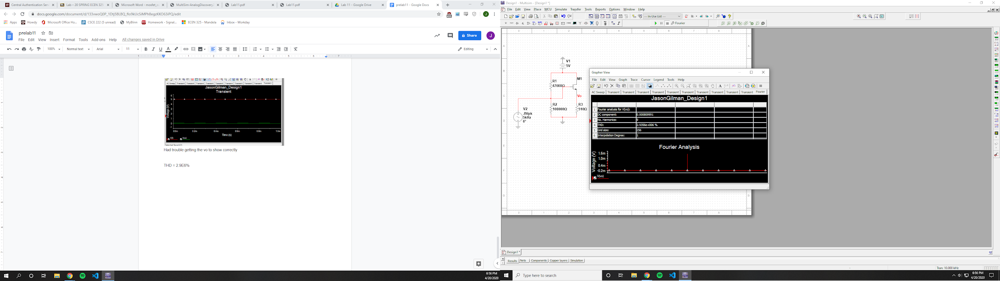 Central Authentication Serv
Lab – 20 SPRING ECEN 325
Microsoft Word - mosfet_cu
MultiSim-AnalogDiscovery
Lab11.pdf
Lab11.pdf
Lab 11 - Google Drive
prelab11 - Google Docs
docs.google.com/document/d/133vwoQ0P_1Dtj5BLBQ_flo9kUcSiMPh8egzKKO63iPQ/edit
Apps
Howdy
Microsoft Office Ho...
CSCE 222 (5 unread)
MyBlinn
Homework - Signal...
ECEN 325 - Mandela
Inbox - Workday
prelab11
File Edit View Insert Format Tools Add-ons Help All changes saved in Drive
Share
J
100% Normal text Arial 11
Editing
AC Sweep Transient Transient Transient Transient Transient Transient Transient Transient Transient Transient
JasonGilman_Design1
Transient
Voltage (V)
6
5
4
3
2
1
0
-1
0.0m 0.2m 0.4m 0.6m 0.8m 1.0m
Time (s)
V(vo)
Had trouble getting the vo to show correctly
THD = 2.9E6%
6:56 PM
4/20/2020
Design1 - Multisim - [Design1 *]
File Edit View Place MCU Simulate Transfer Tools Reports Options Window Help
--- In-Use List ---
Fourier
V1
5V
M1
R1
47000Ω
Vo
R2
100000Ω
R3
510Ω
V2
.8Vpk
5kHz
0°
Grapher View
File Edit View Graph Trace Cursor Legend Tools Help
AC Sweep Transient Transient Transient Transient Transient Transient Transient Transient Transient Transient Fourier
JasonGilman_Design1
1 Fourier analysis for V(vo):
2 DC component: 0.000809991
3 No. Harmonics: 9
4 THD: 2.9356e+006 %
5 Grid size: 256
6 Interpolation Degree: 1
Fourier Analysis
Voltage (V)
1.6m
1.0m
0.4m
-0.2m
V(vo)
Design1 *
Results Nets Components Copper layers Simulation
Tran: 10.000 kHz
Type here to search
6:56 PM
4/20/2020